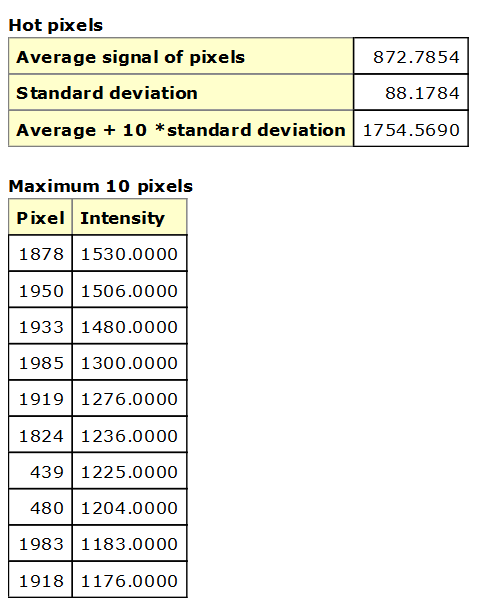 Hot pixels
Average signal of pixels 872.7854
Standard deviation 88.1784
Average + 10 *standard deviation 1754.5690
Maximum 10 pixels
Pixel Intensity
1878 1530.0000
1950 1506.0000
1933 1480.0000
1985 1300.0000
1919 1276.0000
1824 1236.0000
439 1225.0000
480 1204.0000
1983 1183.0000
1918 1176.0000